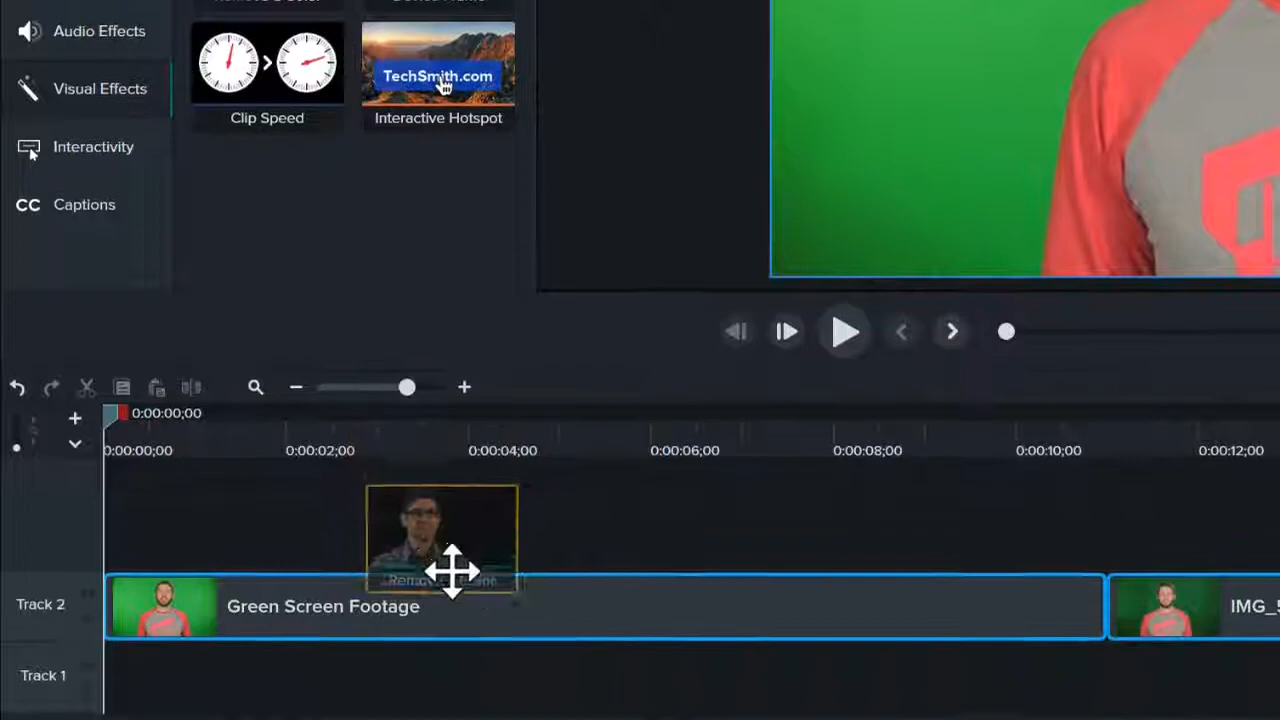 Audio Effects
Visual Effects
Interactivity
CC Captions
Clip Speed
TechSmith.com
Interactive Hotspot
0:00:00;00
0:00:00;00 0:00:02;00 0:00:04;00 0:00:06;00 0:00:08;00 0:00:10;00 0:00:12;00
Track 2
Green Screen Footage
Track 1